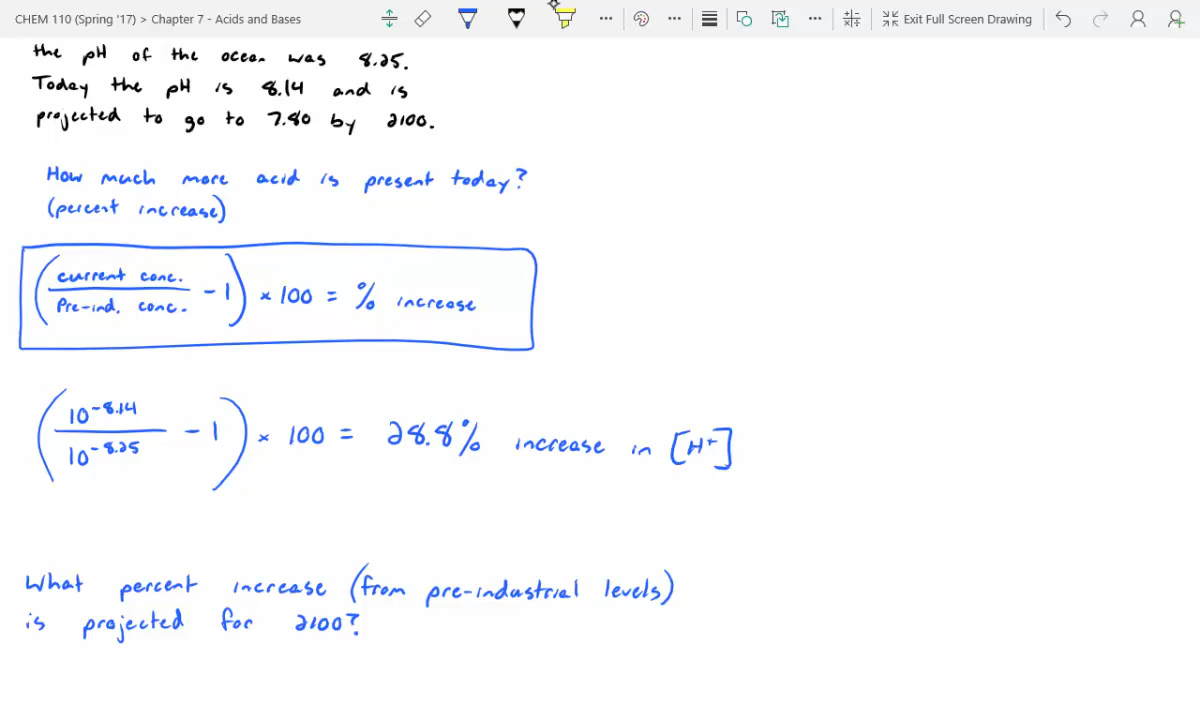 CHEM 110 (Spring '17) > Chapter 7 - Acids and Bases
Exit Full Screen Drawing
the pH of the ocean was 8.25.
Today the pH is 8.14 and is
projected to go to 7.80 by 2100.
How much more acid is present today?
(percent increase)
(current conc. / Pre-ind. conc. - 1) × 100 = % increase
(10^-8.14 / 10^-8.25 - 1) × 100 = 28.8% increase in [H+]
What percent increase (from pre-industrial levels)
is projected for 2100?